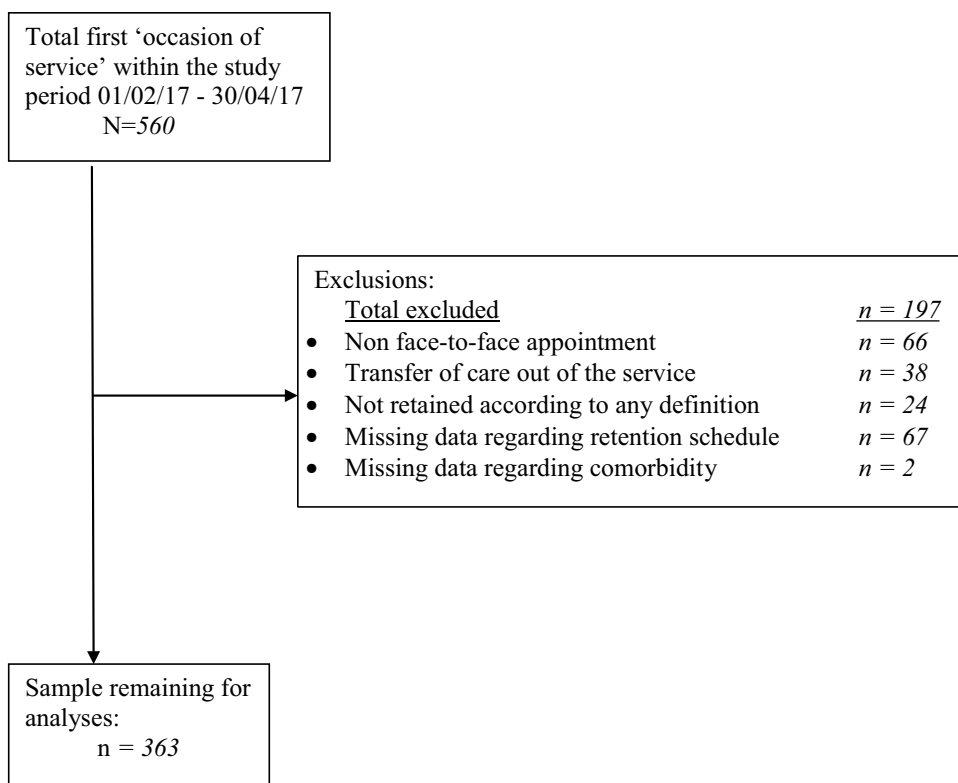 Total first ‘occasion of
service’ within the study
period 01/02/17 - 30/04/17
N=560
Exclusions:
Total excluded n = 197
• Non face-to-face appointment n = 66
• Transfer of care out of the service n = 38
• Not retained according to any definition n = 24
• Missing data regarding retention schedule n = 67
• Missing data regarding comorbidity n = 2
Sample remaining for
analyses:
n = 363